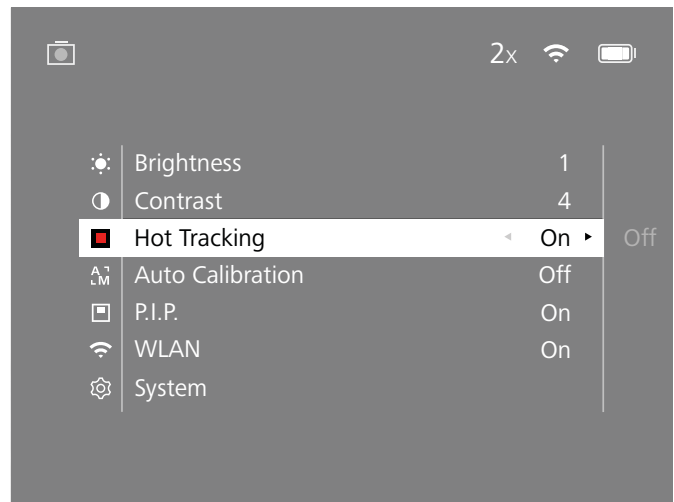 2x
Brightness 1
Contrast 4
Hot Tracking On Off
Auto Calibration Off
P.I.P. On
WLAN On
System